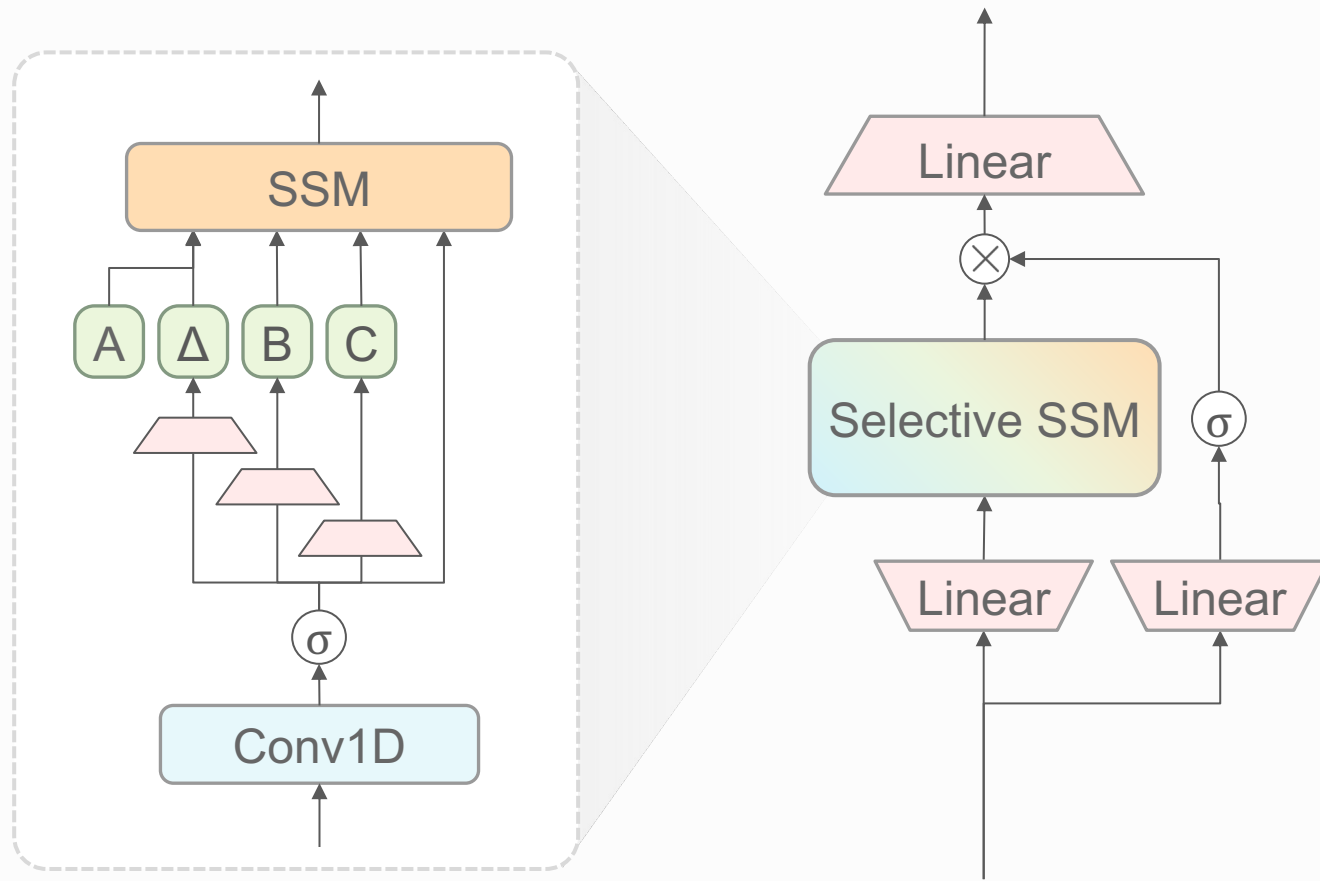 SSM
A Δ B C
σ
Conv1D
Linear
Selective SSM
σ
Linear Linear